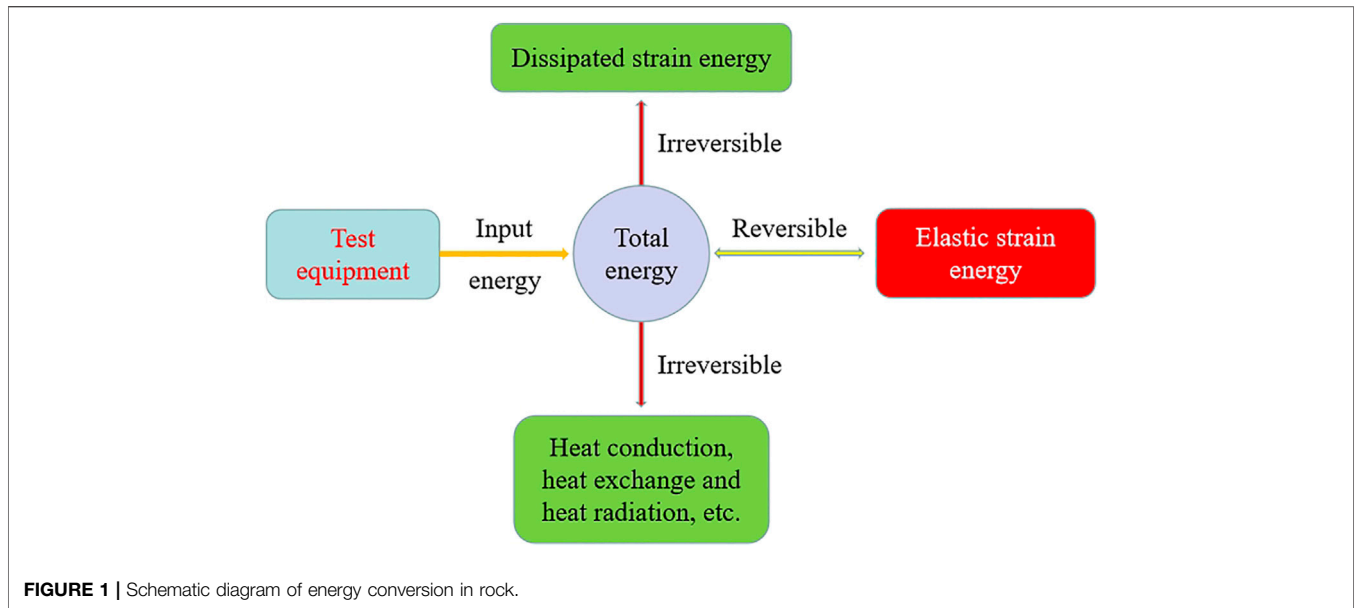 Dissipated strain energy
Irreversible
Test
equipment
Input
energy
Total
energy
Reversible
Elastic strain
energy
Irreversible
Heat conduction,
heat exchange and
heat radiation, etc.
FIGURE 1 | Schematic diagram of energy conversion in rock.